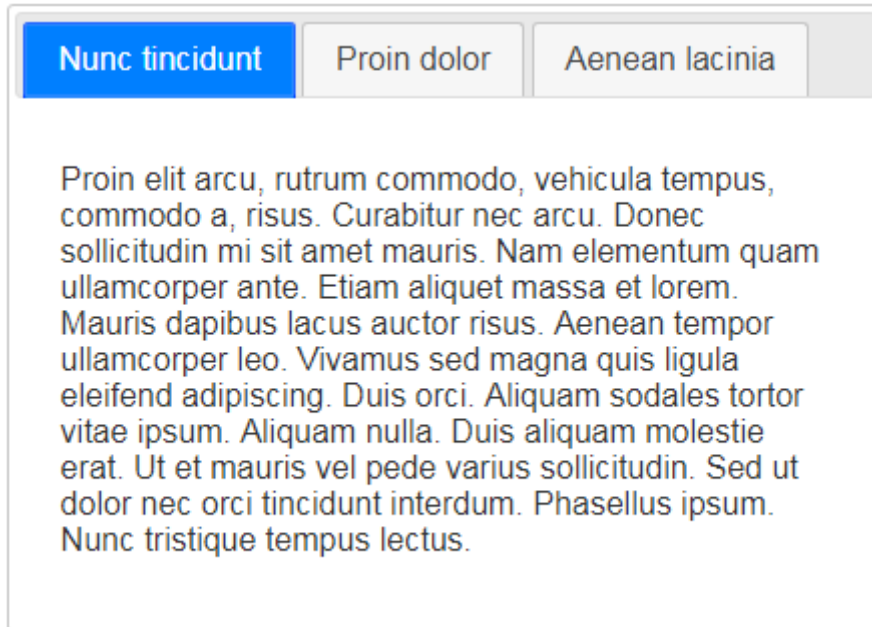 Nunc tincidunt Proin dolor Aenean lacinia
Proin elit arcu, rutrum commodo, vehicula tempus,
commodo a, risus. Curabitur nec arcu. Donec
sollicitudin mi sit amet mauris. Nam elementum quam
ullamcorper ante. Etiam aliquet massa et lorem.
Mauris dapibus lacus auctor risus. Aenean tempor
ullamcorper leo. Vivamus sed magna quis ligula
eleifend adipiscing. Duis orci. Aliquam sodales tortor
vitae ipsum. Aliquam nulla. Duis aliquam molestie
erat. Ut et mauris vel pede varius sollicitudin. Sed ut
dolor nec orci tincidunt interdum. Phasellus ipsum.
Nunc tristique tempus lectus.